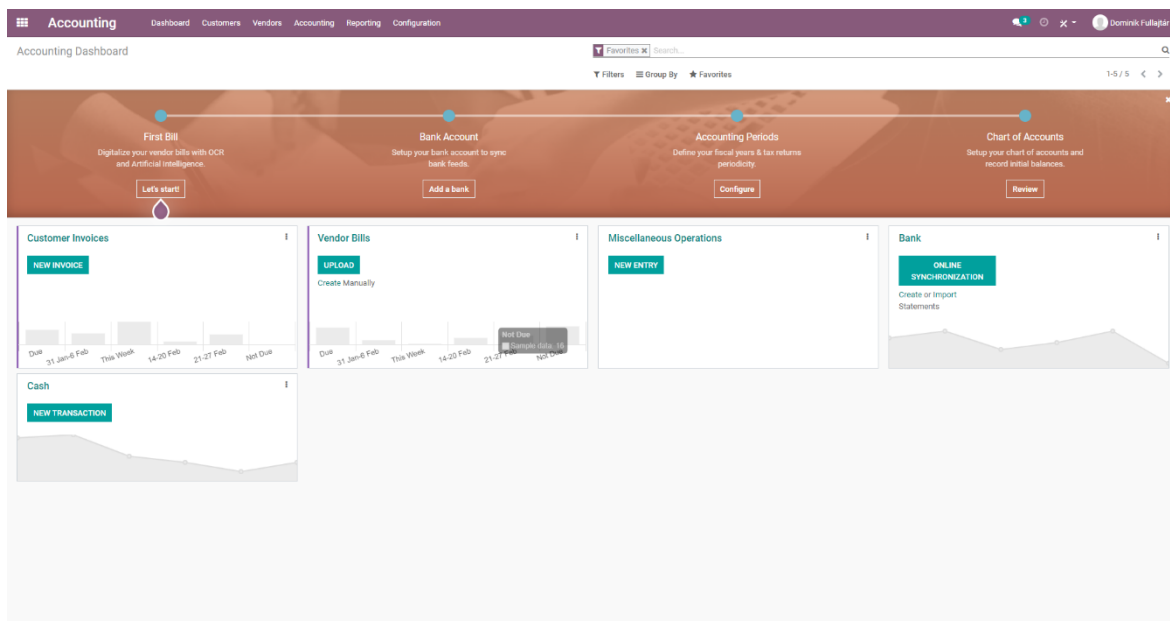 Accounting Dashboard Customers Vendors Accounting Reporting Configuration 3 Dominik Fullajtár
Accounting Dashboard Favorites Search...
Filters Group By Favorites 1-5 / 5
First Bill Bank Account Accounting Periods Chart of Accounts
Digitalize your vendor bills with OCR Setup your bank account to sync Define your fiscal years & tax returns Setup your chart of accounts and
and Artificial Intelligence. bank feeds. periodicity. record initial balances.
Let's start! Add a bank Configure Review
Customer Invoices
NEW INVOICE
Due 31 Jan-6 Feb This Week 14-20 Feb 21-27 Feb Not Due
Vendor Bills
UPLOAD
Create Manually
Not Due
Sample data 16
Due 31 Jan-6 Feb This Week 14-20 Feb 21-27 Feb Not Due
Miscellaneous Operations
NEW ENTRY
Bank
ONLINE
SYNCHRONIZATION
Create or Import
Statements
Cash
NEW TRANSACTION